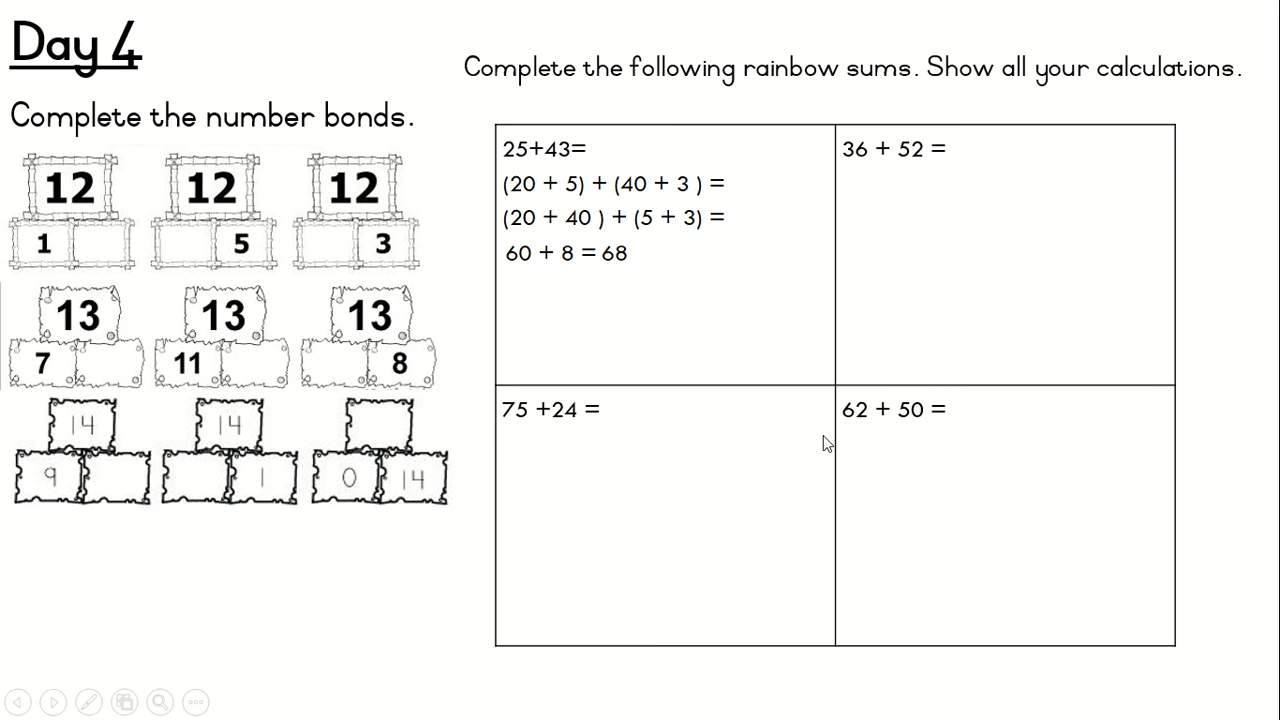 Day 4
Complete the number bonds.
12 12 12
1 5 3
13 13 13
7 11 8
14 14
9 1 0 14
Complete the following rainbow sums. Show all your calculations.
25+43=
(20 + 5) + (40 + 3 ) =
(20 + 40 ) + (5 + 3) =
60 + 8 = 68
36 + 52 =
75 +24 =
62 + 50 =